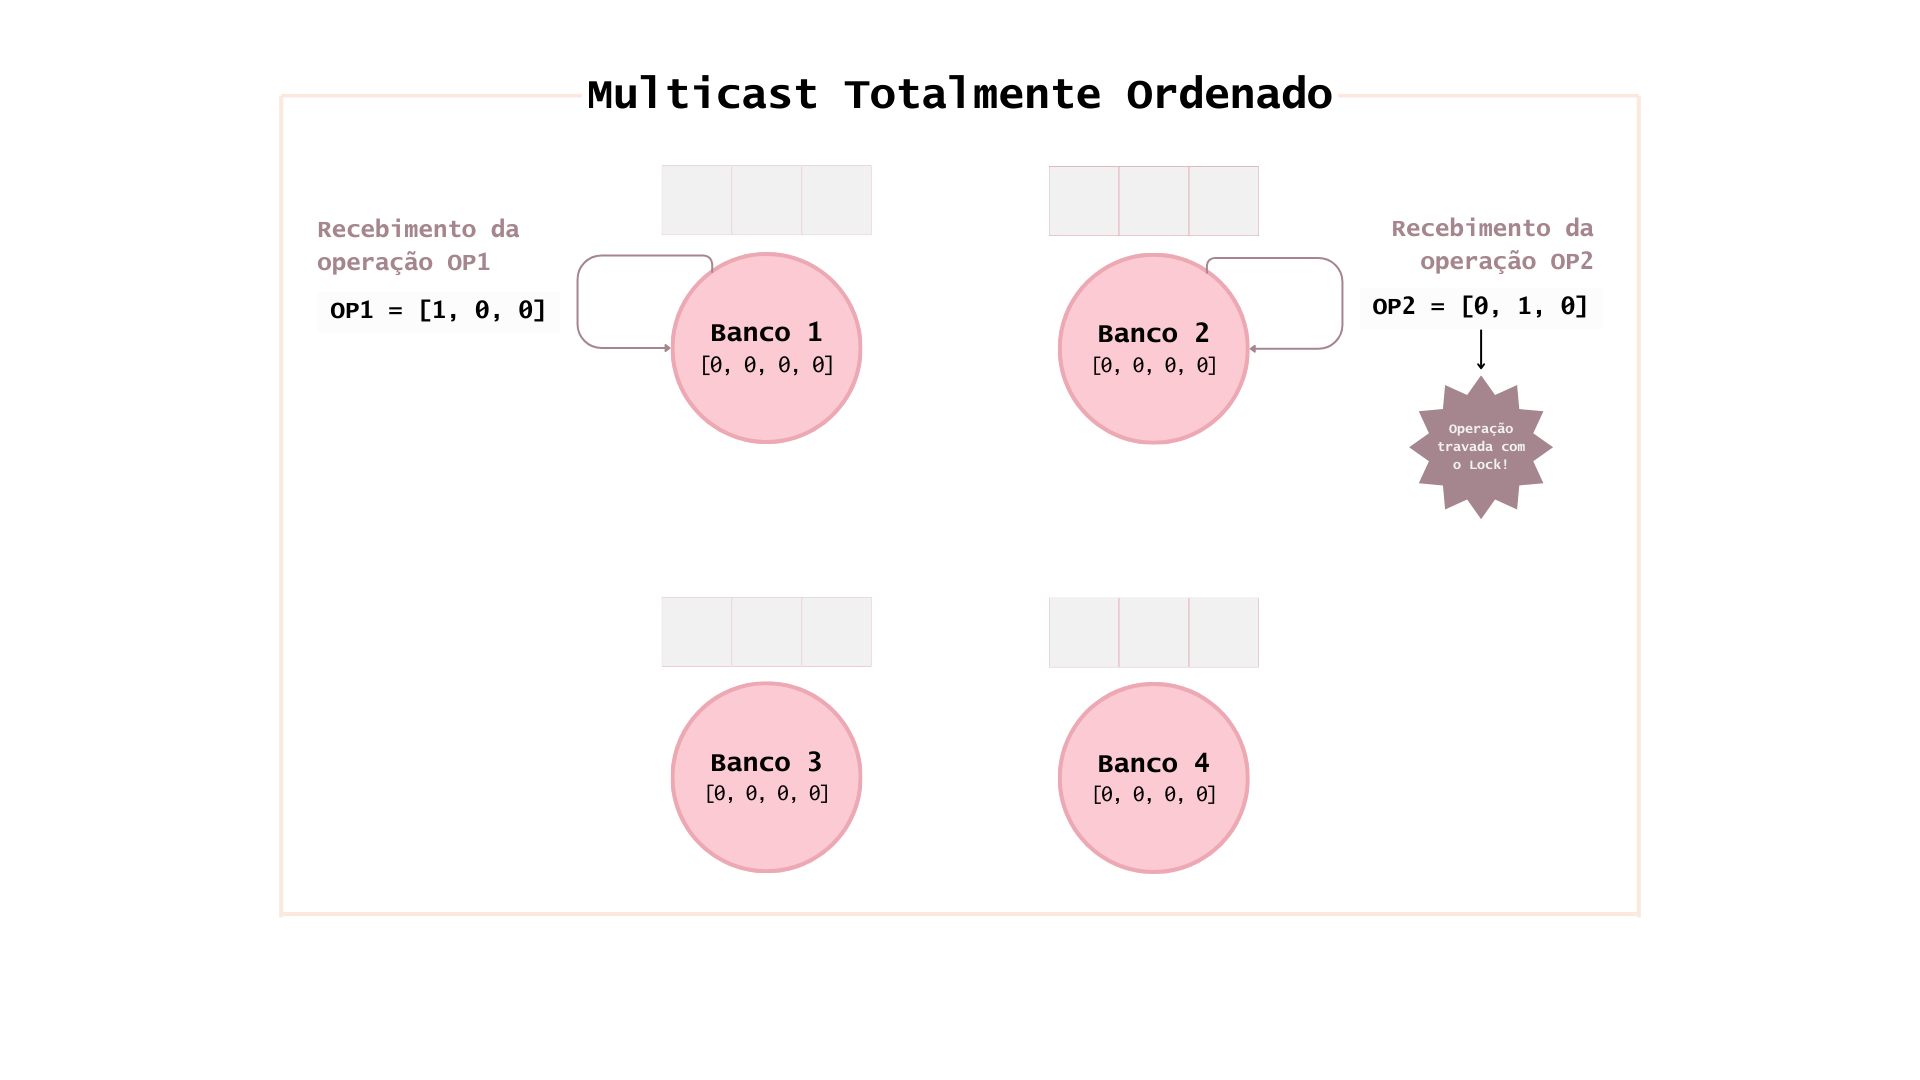 Multicast Totalmente Ordenado
Recebimento da
operação OP1
OP1 = [1, 0, 0]
Banco 1
[0, 0, 0, 0]
Banco 2
[0, 0, 0, 0]
Recebimento da
operação OP2
OP2 = [0, 1, 0]
Operação
travada com
o Lock!
Banco 3
[0, 0, 0, 0]
Banco 4
[0, 0, 0, 0]